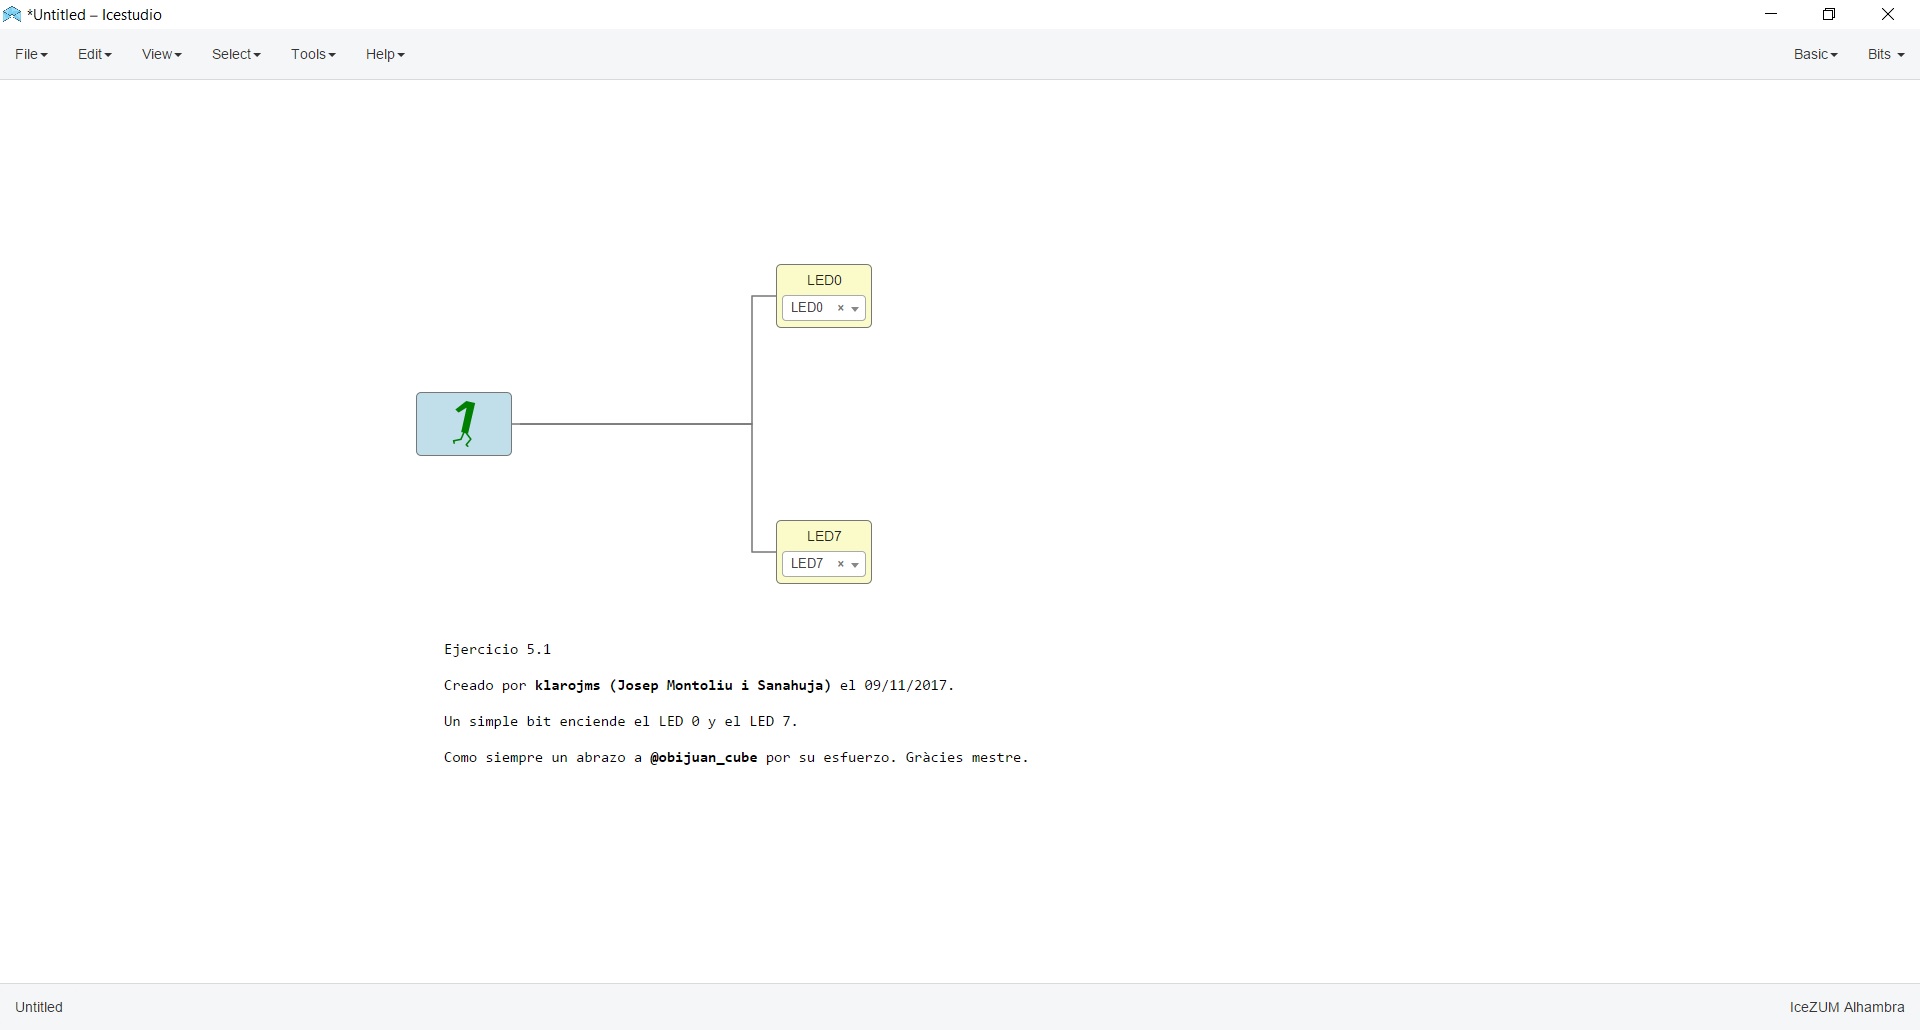 *Untitled – Icestudio
File Edit View Select Tools Help Basic Bits
LED0
LED0 ×
1
LED7
LED7 ×
Ejercicio 5.1
Creado por klarojms (Josep Montoliu i Sanahuja) el 09/11/2017.
Un simple bit enciende el LED 0 y el LED 7.
Como siempre un abrazo a @obijuan_cube por su esfuerzo. Gràcies mestre.
Untitled IceZUM Alhambra